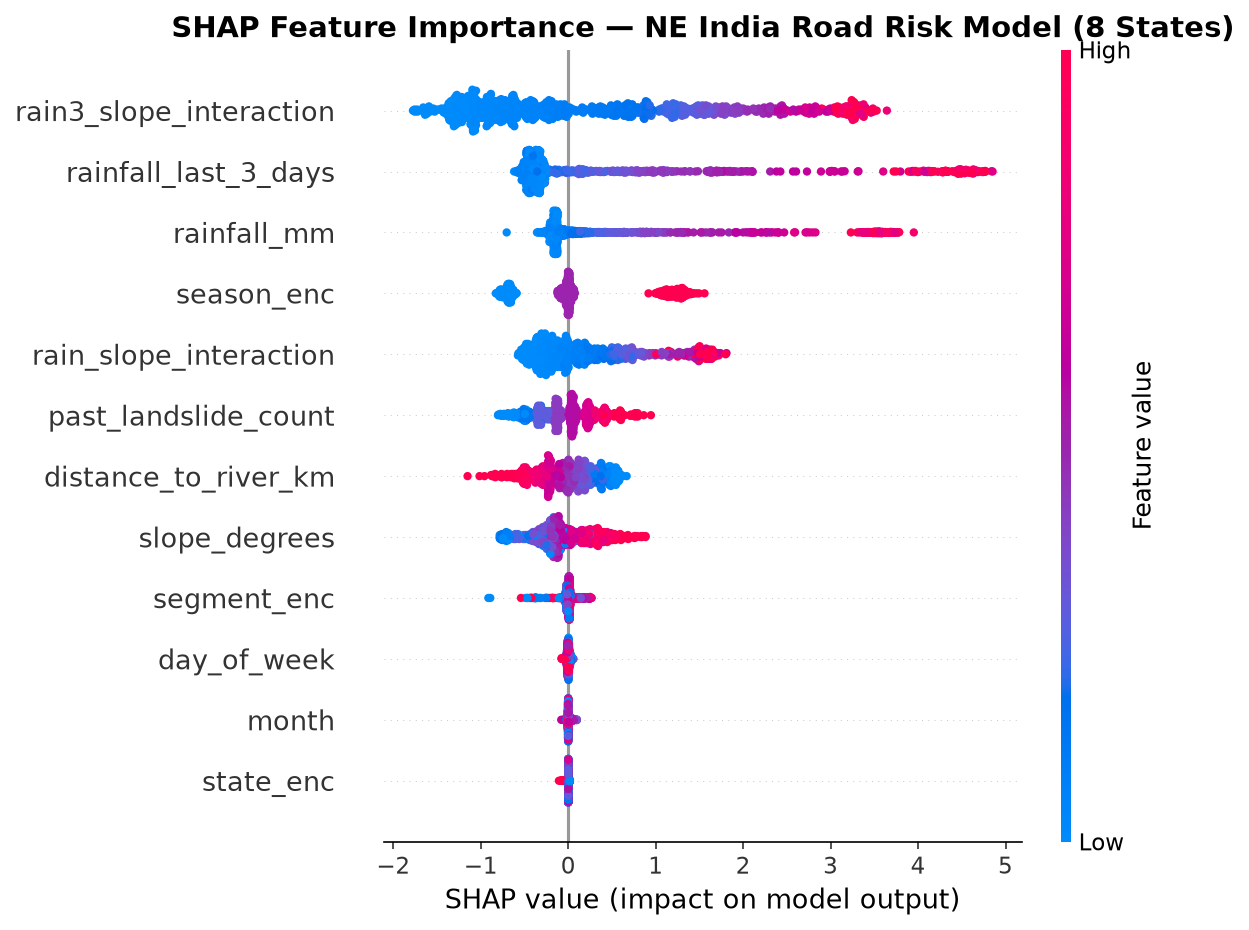 SHAP Feature Importance — NE India Road Risk Model (8 States)
High
rain3_slope_interaction
rainfall_last_3_days
rainfall_mm
season_enc
rain_slope_interaction
past_landslide_count
distance_to_river_km
slope_degrees
segment_enc
day_of_week
month
state_enc
Feature value
Low
−2 −1 0 1 2 3 4 5
SHAP value (impact on model output)